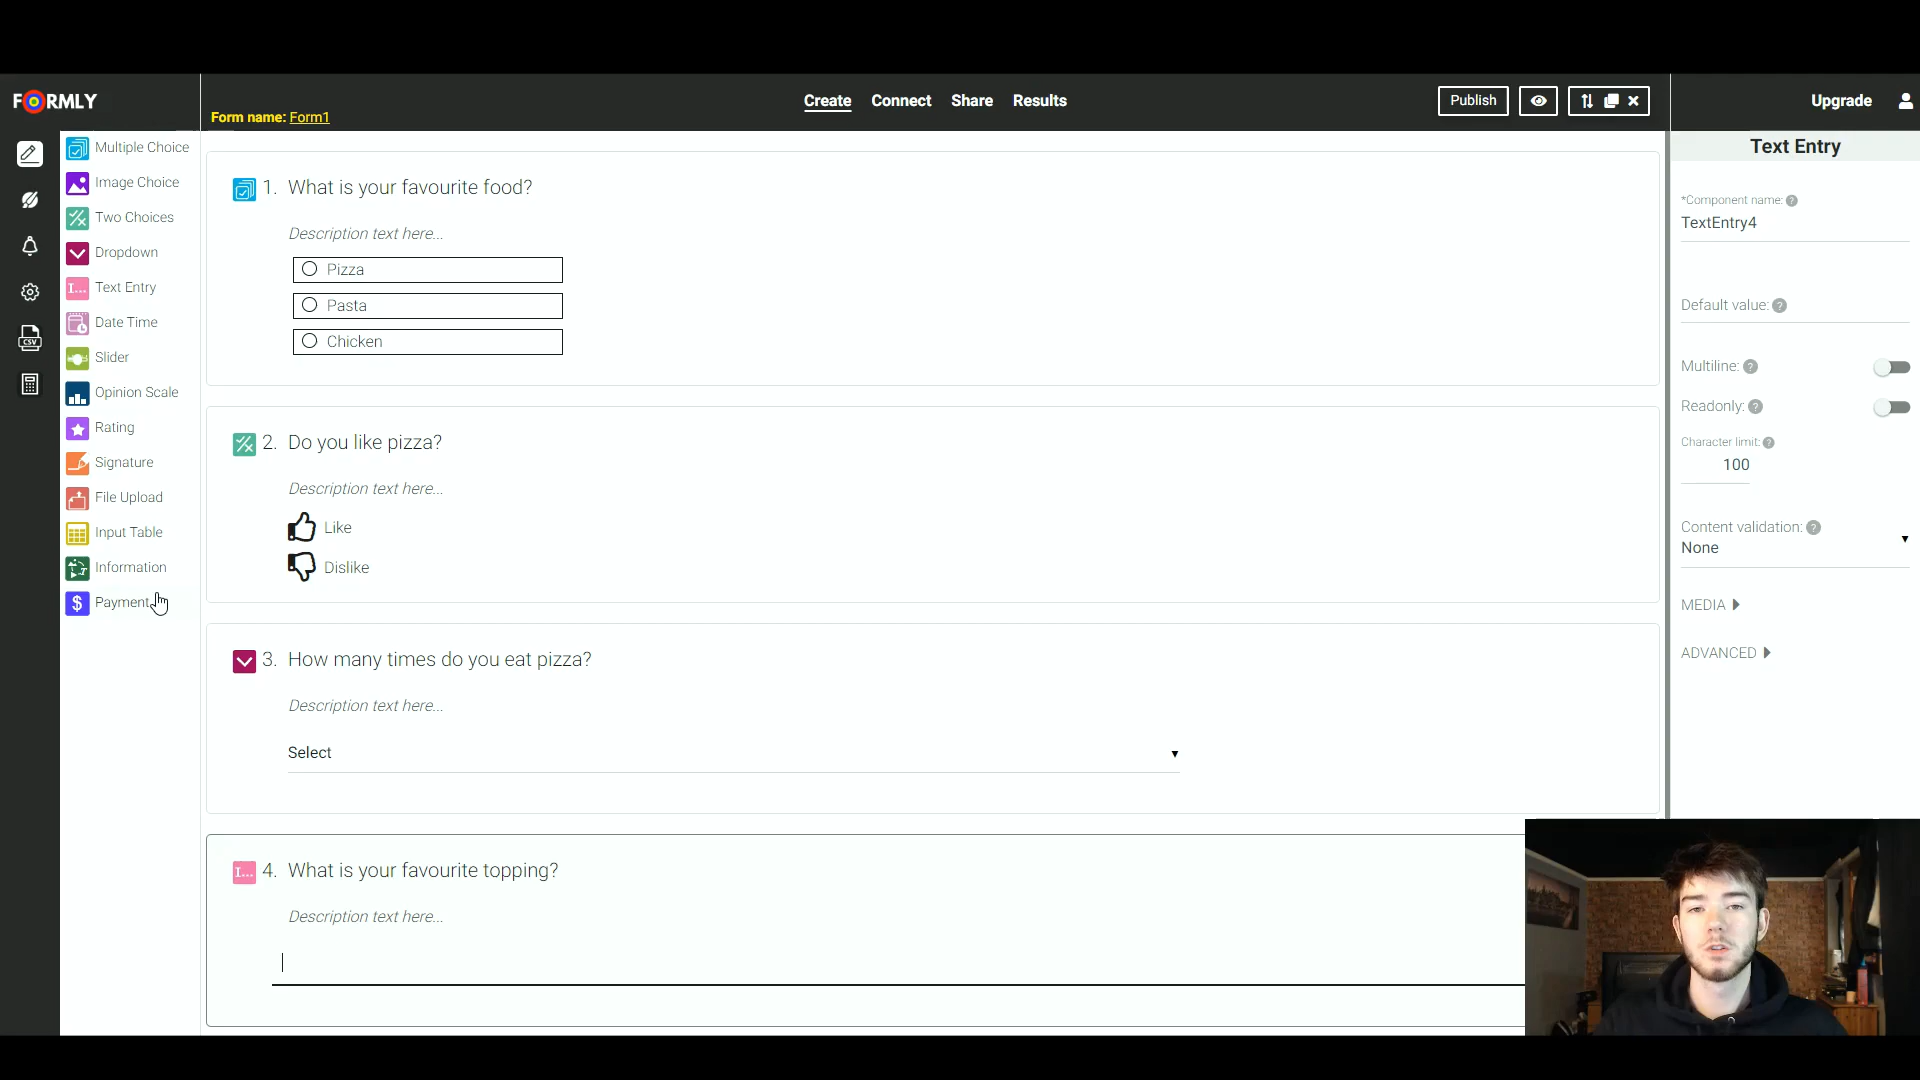 FORMLY
Form name: Form1
Create
Connect
Share
Results
Publish
Upgrade
Multiple Choice
Image Choice
Two Choices
Dropdown
Text Entry
Date Time
Slider
Opinion Scale
Rating
Signature
File Upload
Input Table
Information
Payment
CSV
1. What is your favourite food?
Description text here...
Pizza
Pasta
Chicken
2. Do you like pizza?
Description text here...
Like
Dislike
3. How many times do you eat pizza?
Description text here...
Select
4. What is your favourite topping?
Description text here...
Text Entry
*Component name: ?
TextEntry4
Default value: ?
Multiline: ?
Readonly: ?
Character limit: ?
100
Content validation: ?
None
MEDIA
ADVANCED